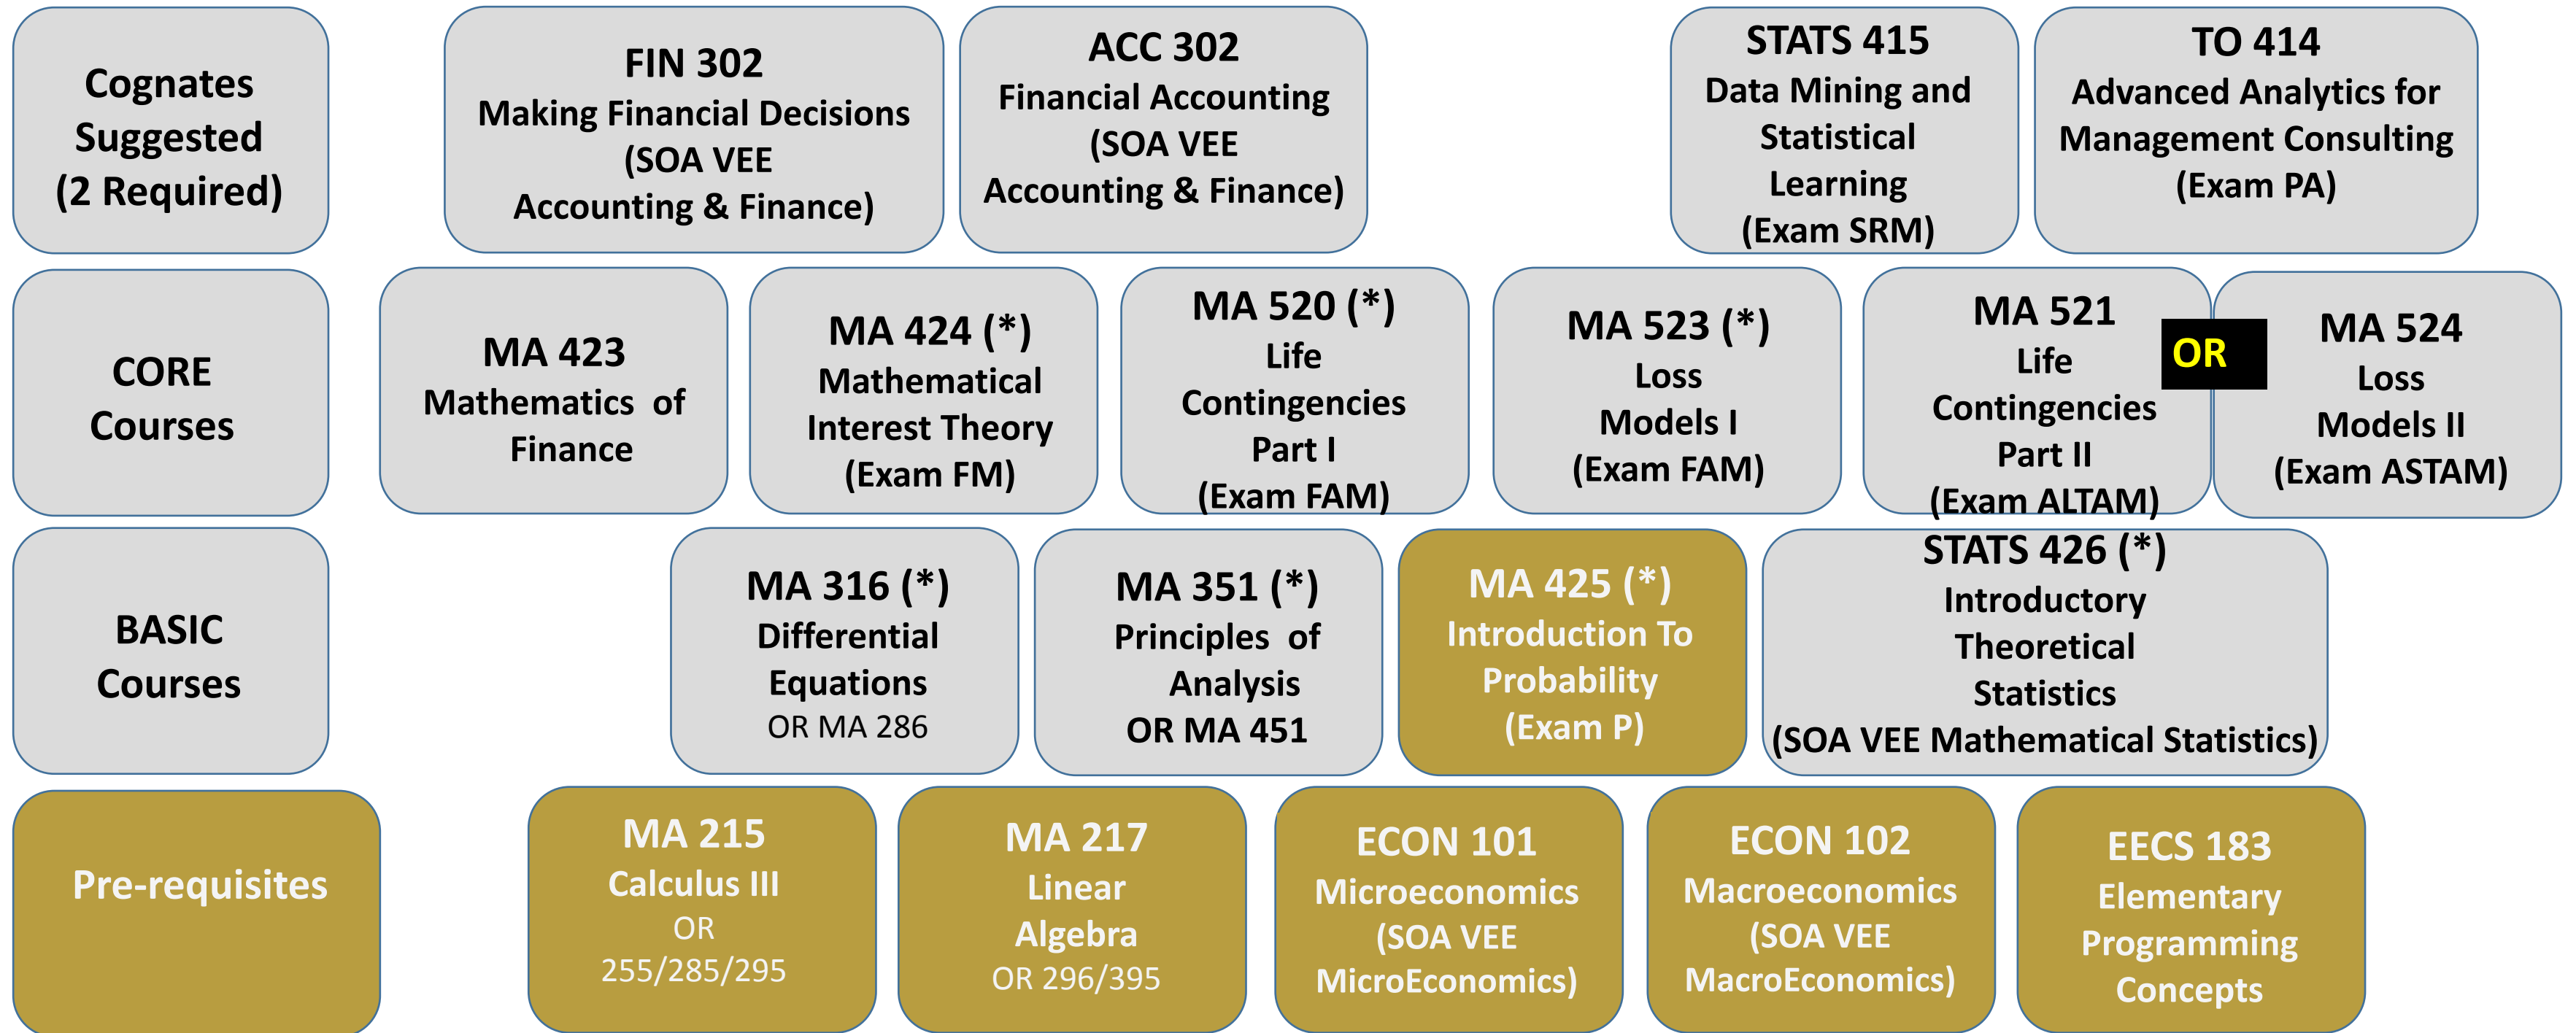 Cognates
Suggested
(2 Required)
FIN 302
Making Financial Decisions
(SOA VEE
Accounting & Finance)
ACC 302
Financial Accounting
(SOA VEE
Accounting & Finance)
STATS 415
Data Mining and
Statistical
Learning
(Exam SRM)
TO 414
Advanced Analytics for
Management Consulting
(Exam PA)
CORE
Courses
MA 423
Mathematics of
Finance
MA 424 (*)
Mathematical
Interest Theory
(Exam FM)
MA 520 (*)
Life
Contingencies
Part I
(Exam FAM)
MA 523 (*)
Loss
Models I
(Exam FAM)
MA 521
Life
Contingencies
Part II
(Exam ALTAM)
OR
MA 524
Loss
Models II
(Exam ASTAM)
BASIC
Courses
MA 316 (*)
Differential
Equations
OR MA 286
MA 351 (*)
Principles of
Analysis
OR MA 451
MA 425 (*)
Introduction To
Probability
(Exam P)
STATS 426 (*)
Introductory
Theoretical
Statistics
(SOA VEE Mathematical Statistics)
Pre-requisites
MA 215
Calculus III
OR
255/285/295
MA 217
Linear
Algebra
OR 296/395
ECON 101
Microeconomics
(SOA VEE
MicroEconomics)
ECON 102
Macroeconomics
(SOA VEE
MacroEconomics)
EECS 183
Elementary
Programming
Concepts